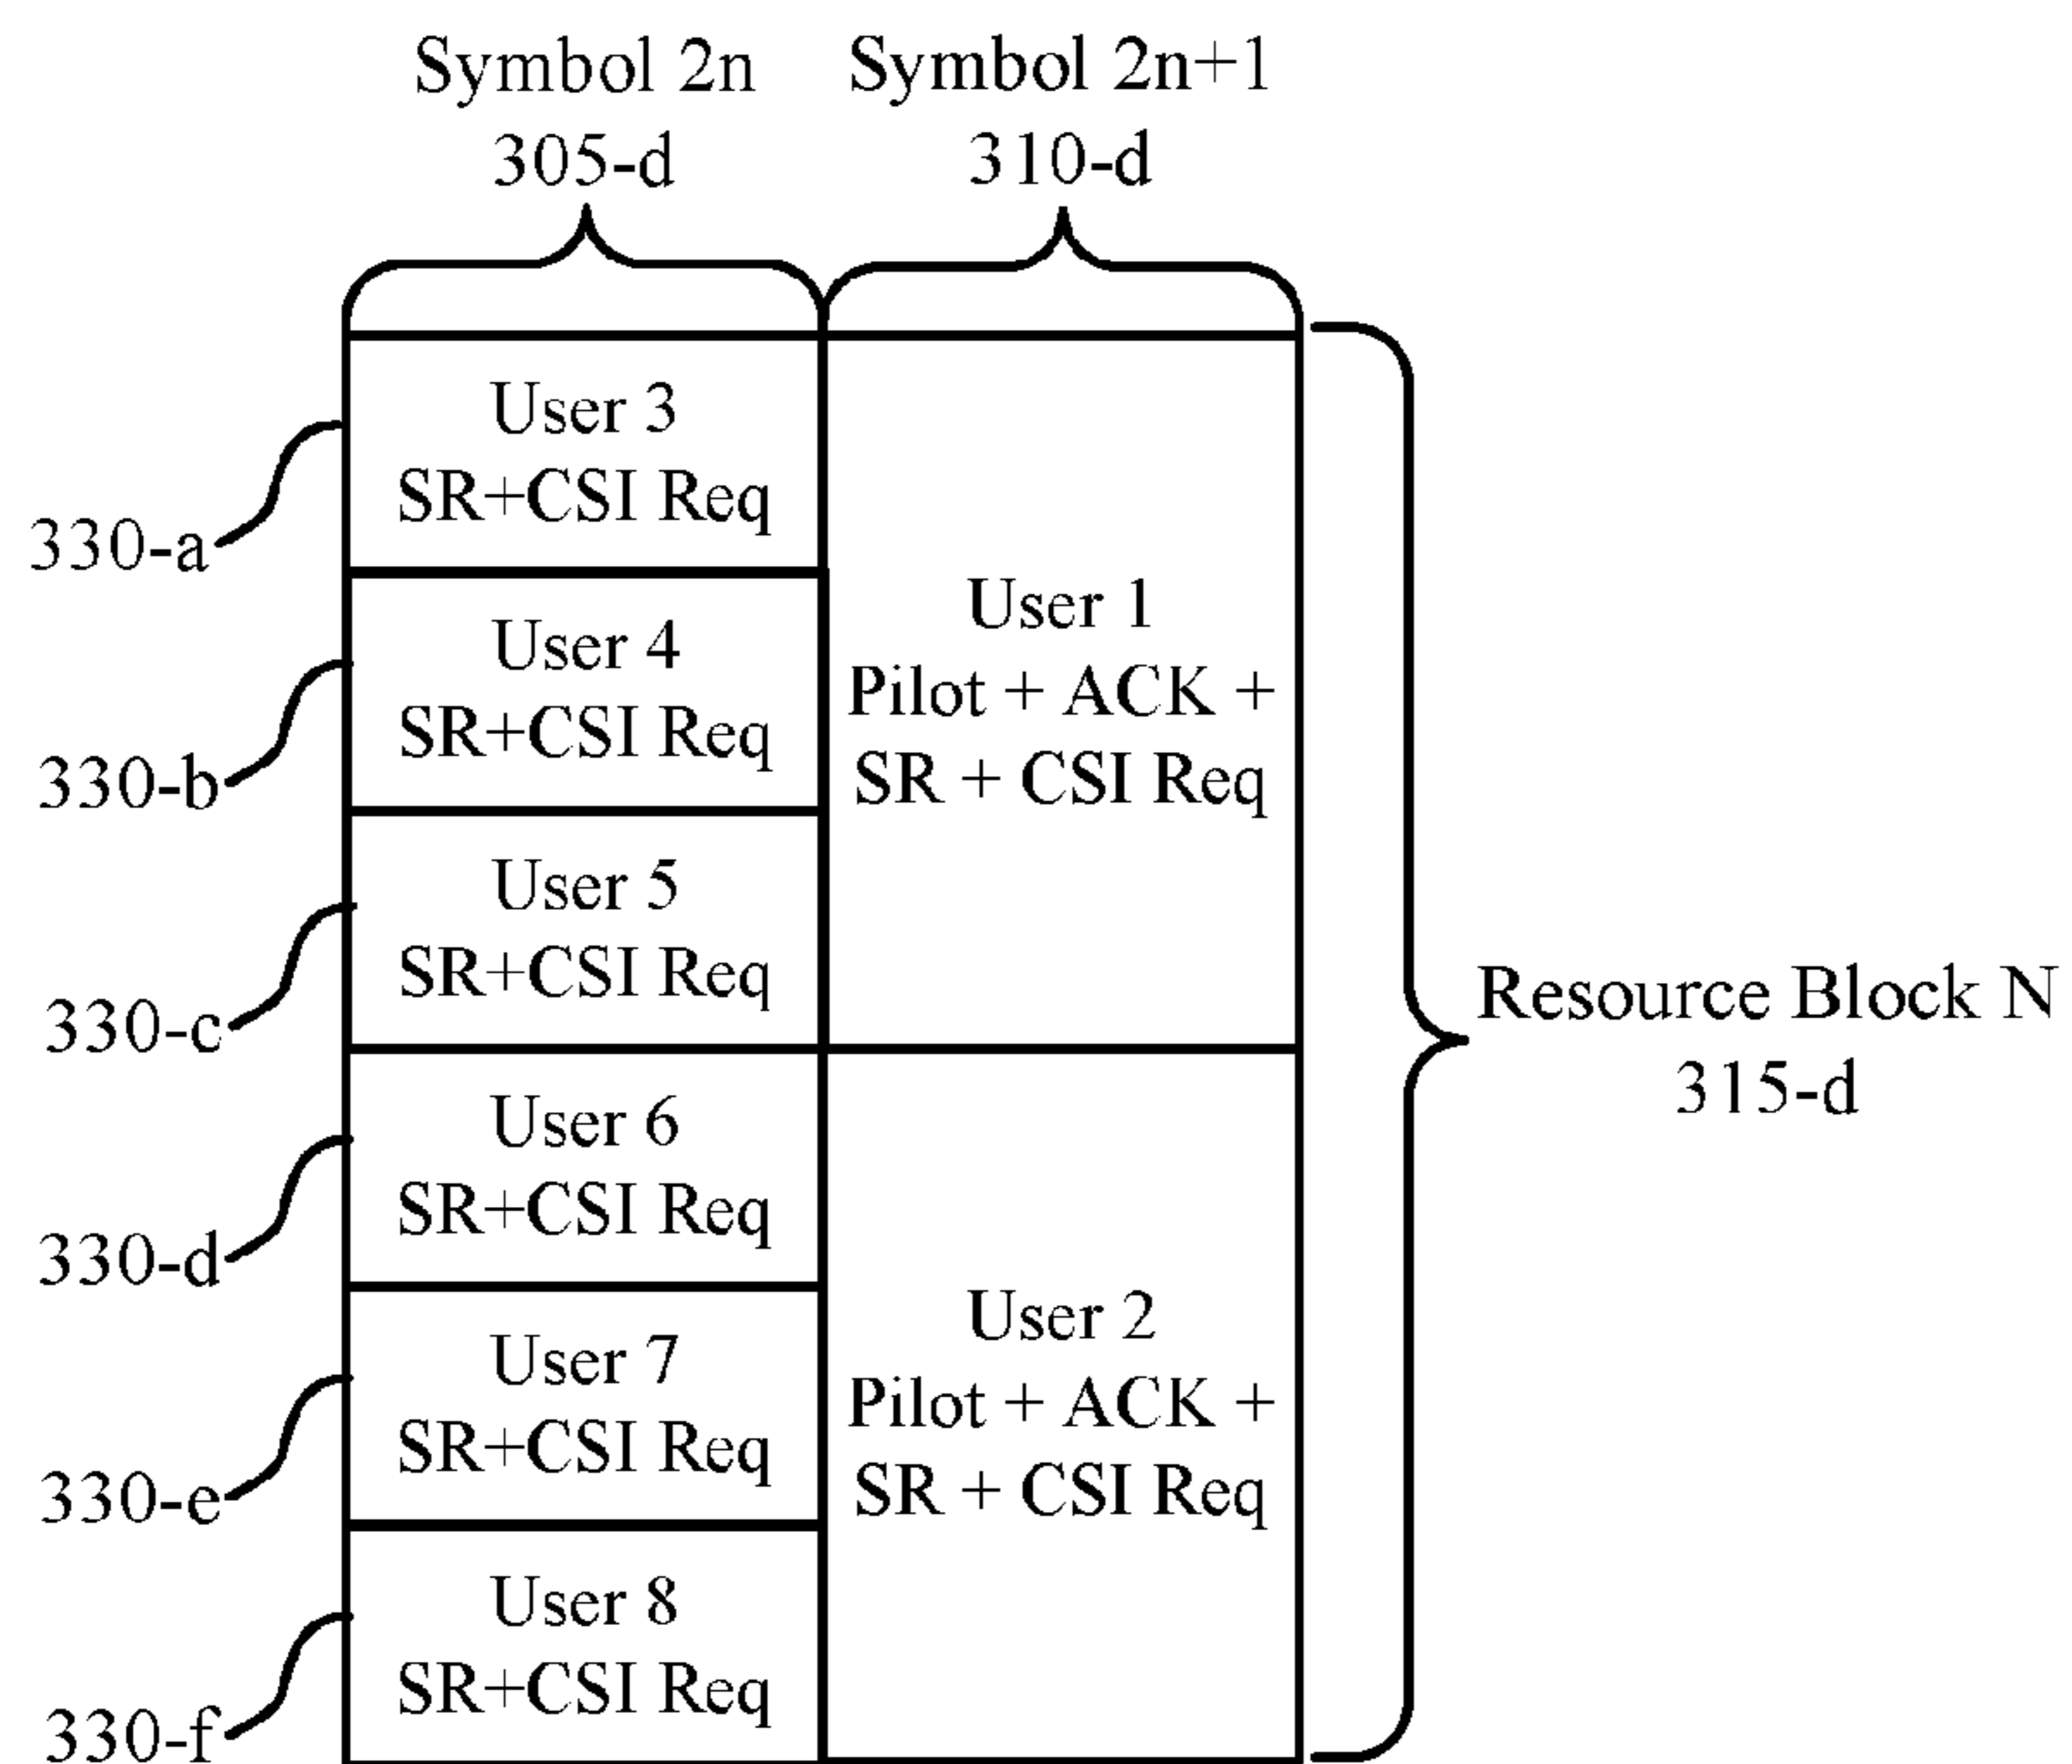 Symbol 2n
305-d
Symbol 2n+1
310-d
User 3
SR+CSI Req
330-a
User 4
SR+CSI Req
330-b
User 5
SR+CSI Req
330-c
User 6
SR+CSI Req
330-d
User 7
SR+CSI Req
330-e
User 8
SR+CSI Req
330-f
User 1
Pilot + ACK +
SR + CSI Req
User 2
Pilot + ACK +
SR + CSI Req
Resource Block N
315-d